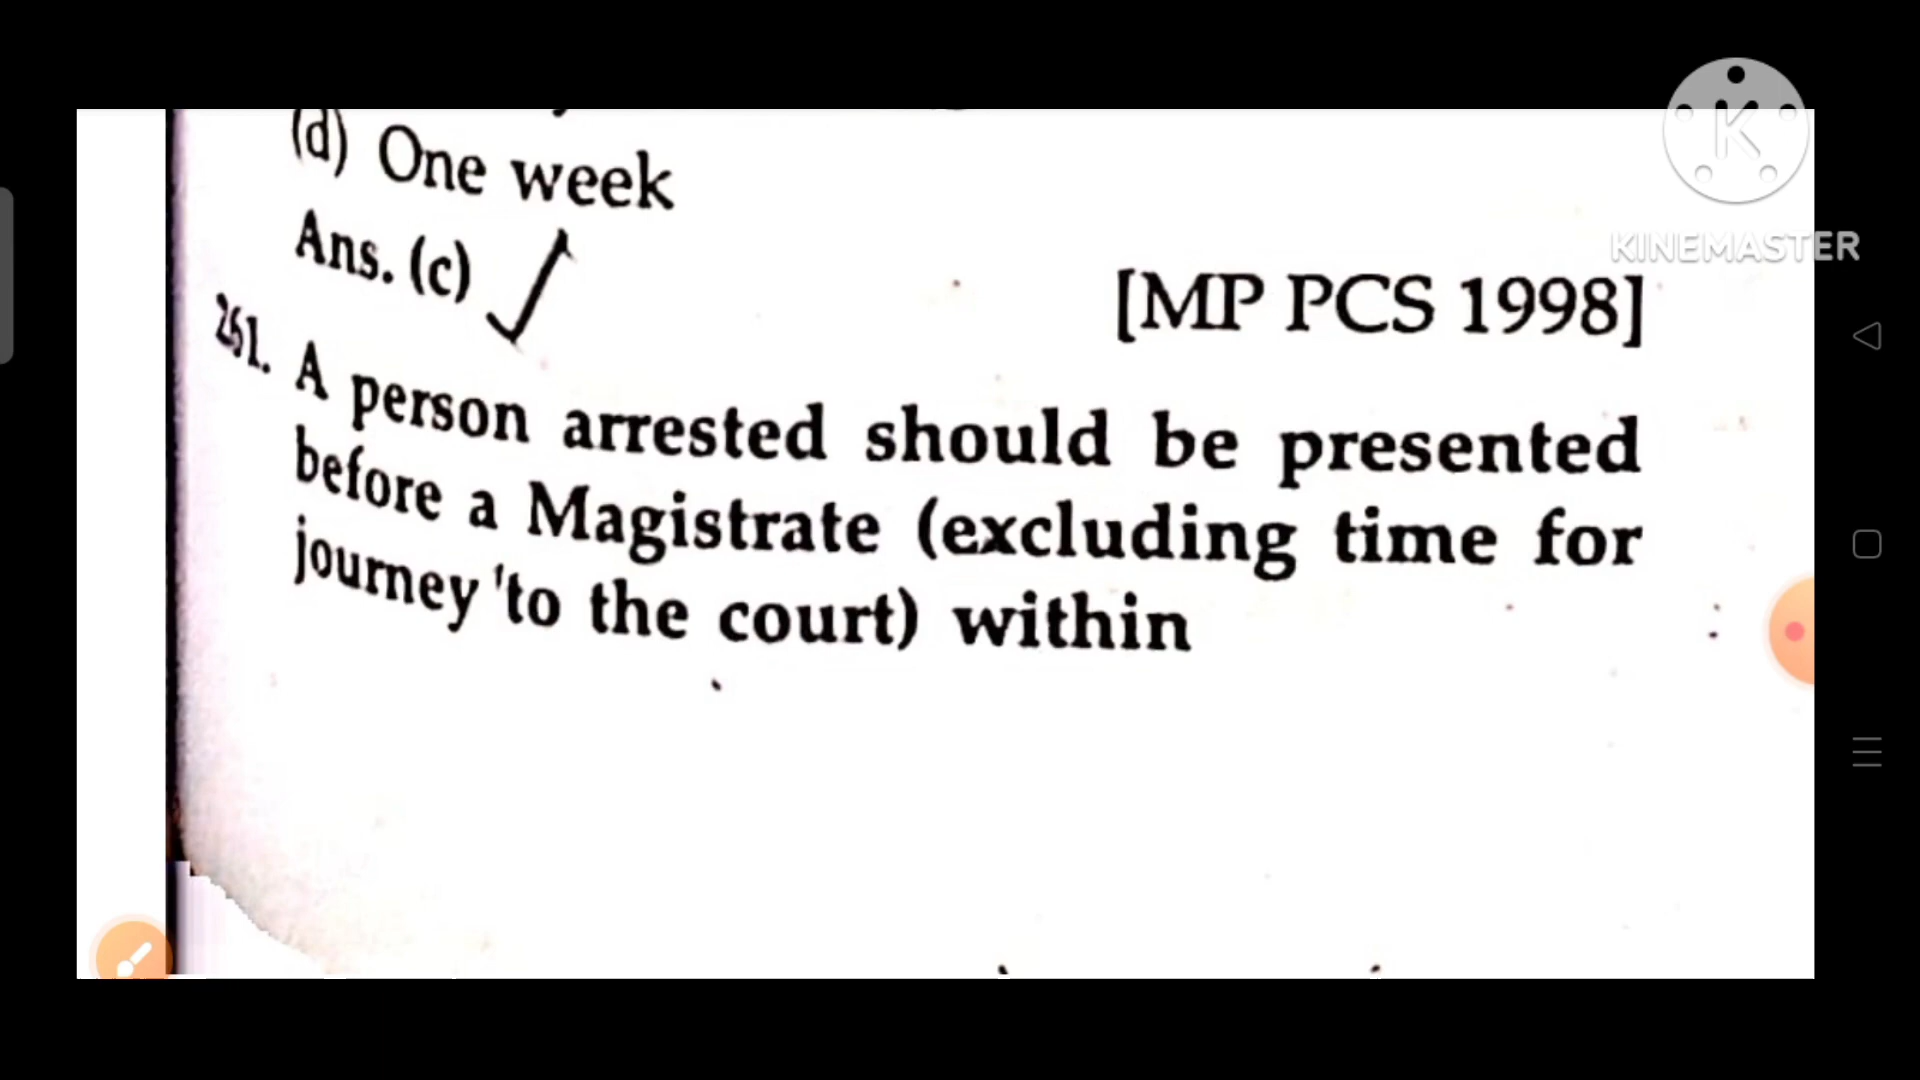 (d) One week
Ans. (c)
[MP PCS 1998]
261. A person arrested should be presented
before a Magistrate (excluding time for
journey 'to the court) within
K
KINEMASTER